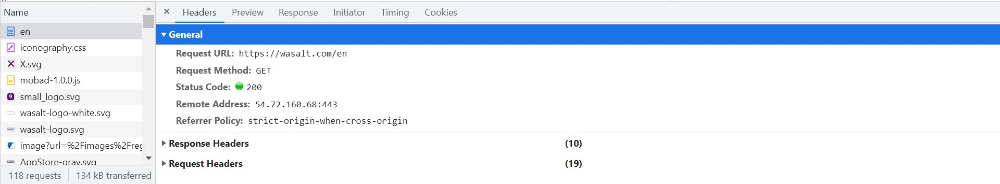 Name
en
iconography.css
X.svg
mobad-1.0.0.js
small_logo.svg
wasalt-logo-white.svg
wasalt-logo.svg
image?url=%2Fimages%2Freg
AppStore-gray.svg
118 requests 134 kB transferred
× Headers Preview Response Initiator Timing Cookies
General
Request URL: https://wasalt.com/en
Request Method: GET
Status Code: 200
Remote Address: 54.72.160.68:443
Referrer Policy: strict-origin-when-cross-origin
Response Headers (10)
Request Headers (19)